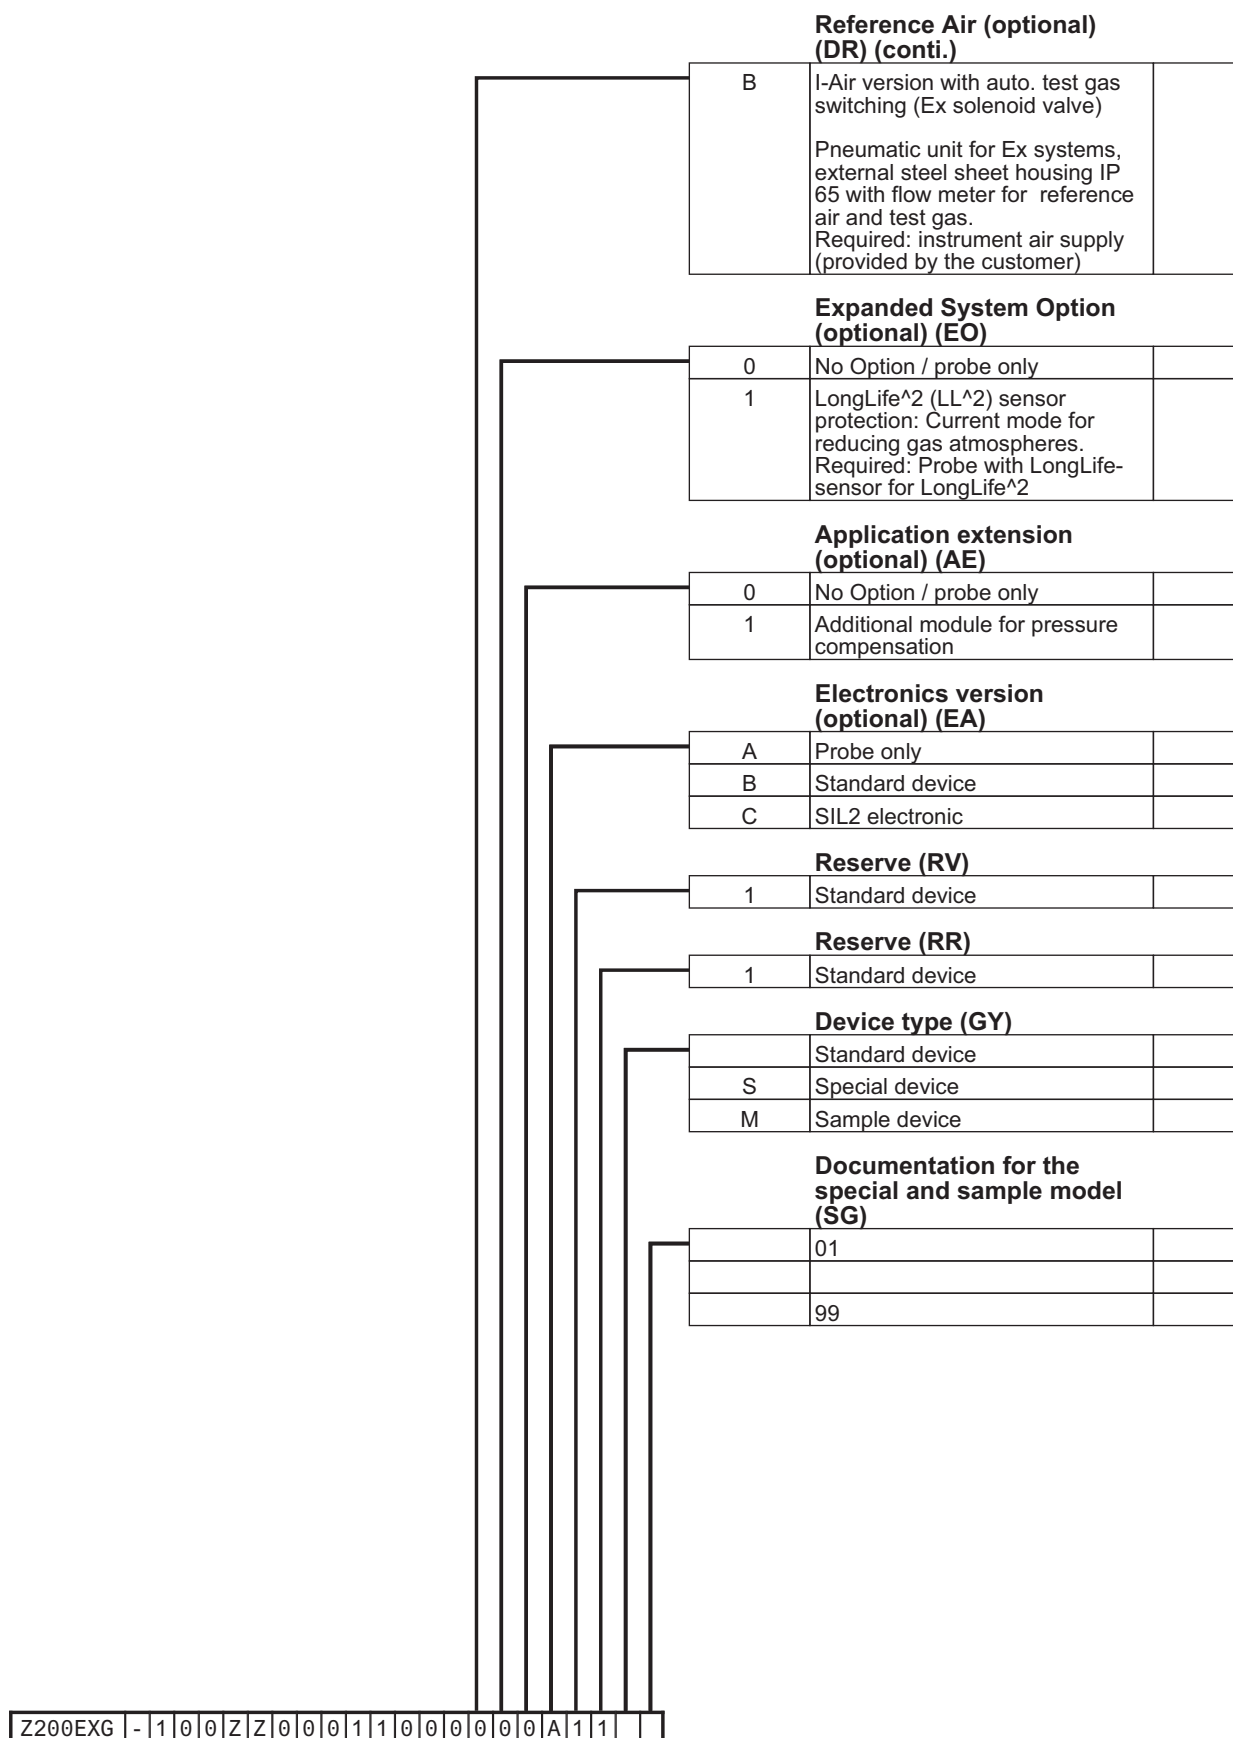 Reference Air (optional)
(DR) (conti.)
B I-Air version with auto. test gas
switching (Ex solenoid valve)
Pneumatic unit for Ex systems,
external steel sheet housing IP
65 with flow meter for reference
air and test gas.
Required: instrument air supply
(provided by the customer)
Expanded System Option
(optional) (EO)
0 No Option / probe only
1 LongLife^2 (LL^2) sensor
protection: Current mode for
reducing gas atmospheres.
Required: Probe with LongLife-
sensor for LongLife^2
Application extension
(optional) (AE)
0 No Option / probe only
1 Additional module for pressure
compensation
Electronics version
(optional) (EA)
A Probe only
B Standard device
C SIL2 electronic
Reserve (RV)
1 Standard device
Reserve (RR)
1 Standard device
Device type (GY)
Standard device
S Special device
M Sample device
Documentation for the
special and sample model
(SG)
01
99
Z200EXG - 1 0 0 Z Z 0 0 0 1 1 0 0 0 0 0 0 A 1 1